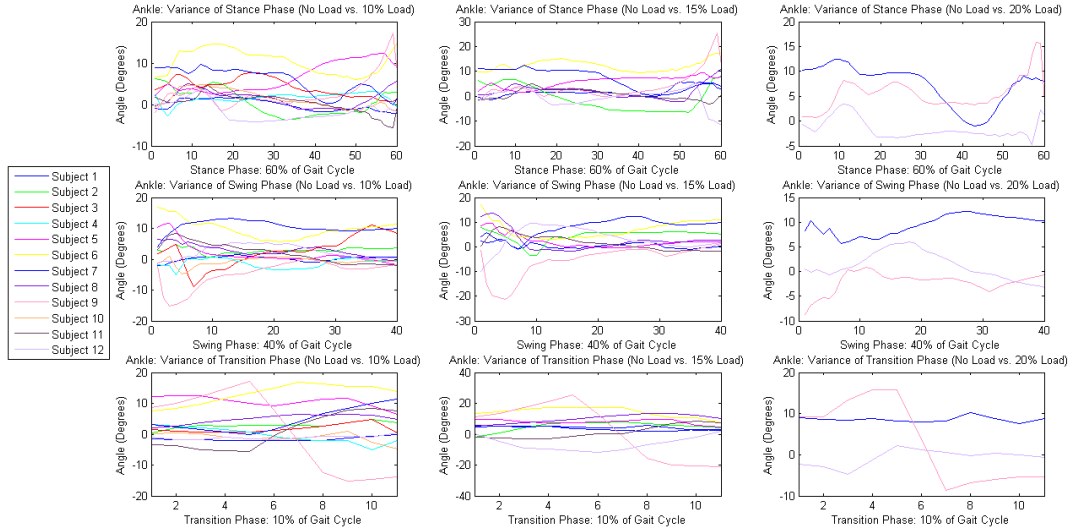 Ankle: Variance of Stance Phase (No Load vs. 10% Load)
Angle (Degrees)
20
10
0
-10
0 10 20 30 40 50 60
Stance Phase: 60% of Gait Cycle
Ankle: Variance of Stance Phase (No Load vs. 15% Load)
Angle (Degrees)
30
20
10
0
-10
-20
0 10 20 30 40 50 60
Stance Phase: 60% of Gait Cycle
Ankle: Variance of Stance Phase (No Load vs. 20% Load)
Angle (Degrees)
20
15
10
5
0
-5
0 10 20 30 40 50 60
Stance Phase: 60% of Gait Cycle
Subject 1
Subject 2
Subject 3
Subject 4
Subject 5
Subject 6
Subject 7
Subject 8
Subject 9
Subject 10
Subject 11
Subject 12
Ankle: Variance of Swing Phase (No Load vs. 10% Load)
Angle (Degrees)
20
10
0
-10
-20
0 10 20 30 40
Swing Phase: 40% of Gait Cycle
Ankle: Variance of Swing Phase (No Load vs. 15% Load)
Angle (Degrees)
20
10
0
-10
-20
-30
0 10 20 30 40
Swing Phase: 40% of Gait Cycle
Ankle: Variance of Swing Phase (No Load vs. 20% Load)
Angle (Degrees)
15
10
5
0
-5
-10
0 10 20 30 40
Swing Phase: 40% of Gait Cycle
Ankle: Variance of Transition Phase (No Load vs. 10% Load)
Angle (Degrees)
20
10
0
-10
-20
2 4 6 8 10
Transition Phase: 10% of Gait Cycle
Ankle: Variance of Transition Phase (No Load vs. 15% Load)
Angle (Degrees)
40
20
0
-20
-40
2 4 6 8 10
Transition Phase: 10% of Gait Cycle
Ankle: Variance of Transition Phase (No Load vs. 20% Load)
Angle (Degrees)
20
10
0
-10
2 4 6 8 10
Transition Phase: 10% of Gait Cycle